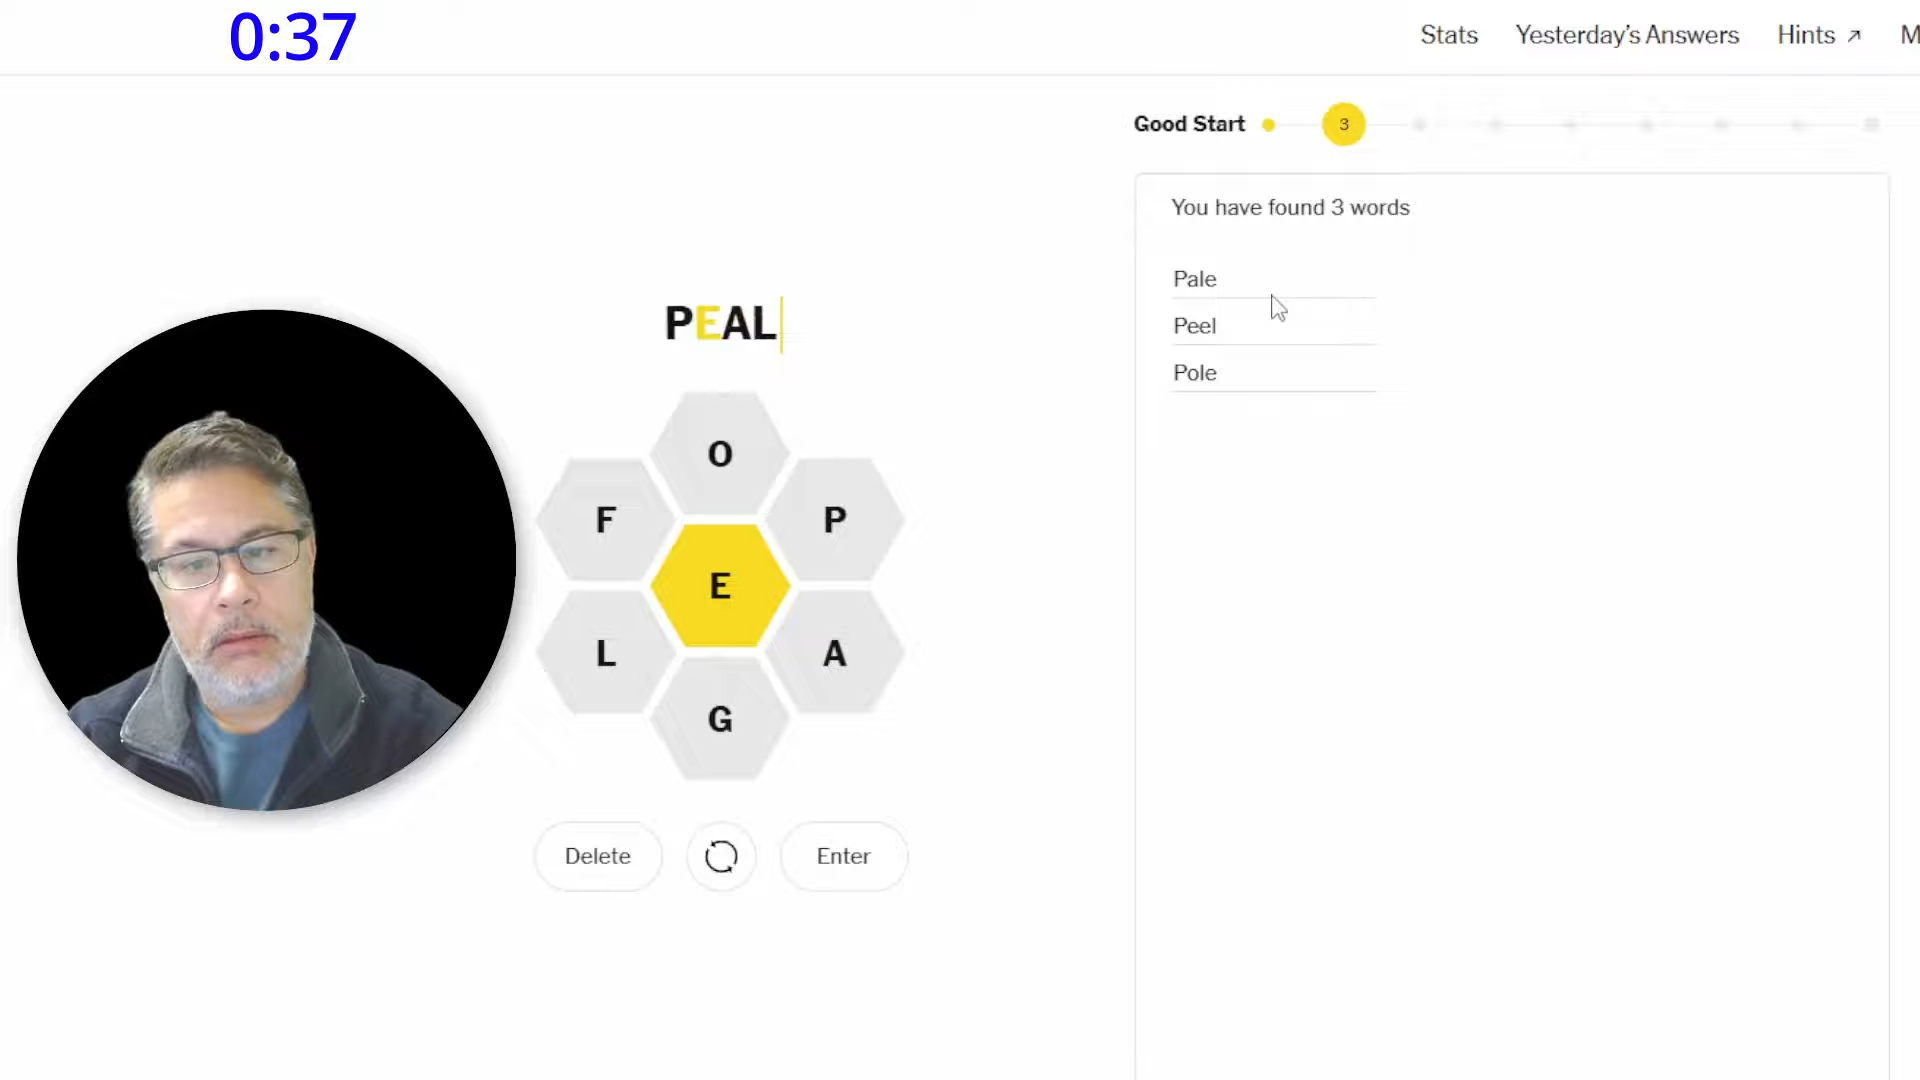 0:37
Stats Yesterday's Answers Hints ↗ M
Good Start 3
You have found 3 words
Pale
Peel
Pole
PEAL
O
F P
E
L A
G
Delete Enter